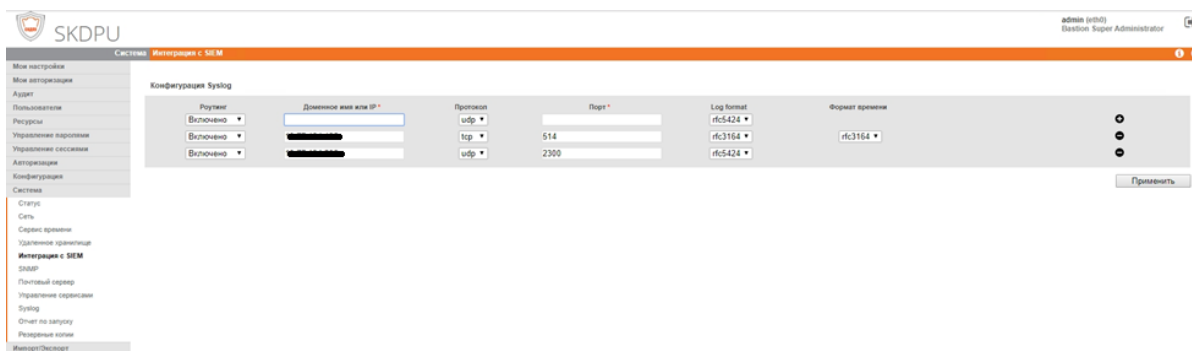 SKDPU
admin (eth0)
Bastion Super Administrator
Система Интеграция с SIEM
Мои настройки
Мои авторизации
Аудит
Пользователи
Ресурсы
Управление паролями
Управление сессиями
Авторизации
Конфигурация
Система
Статус
Сеть
Сервис времени
Удаленное хранилище
Интеграция с SIEM
SNMP
Почтовый сервер
Управление сервисами
Syslog
Отчет по запуску
Резервные копии
Импорт/Экспорт
Конфигурация Syslog
Роутинг Доменное имя или IP * Протокол Порт * Log format Формат времени
Включено udp rfc5424
Включено tcp 514 rfc3164 rfc3164
Включено udp 2300 rfc5424
Применить